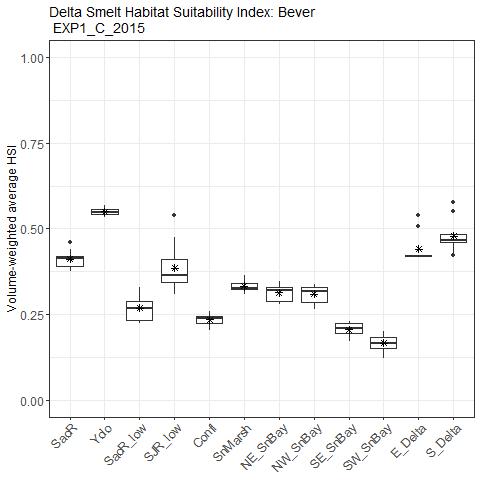 Delta Smelt Habitat Suitability Index: Bever
EXP1_C_2015
Volume-weighted average HSI
1.00
0.75
0.50
0.25
0.00
SacR
Yolo
SacR_low
SJR_low
Confl
SnMarsh
NE_SnBay
NW_SnBay
SE_SnBay
SW_SnBay
E_Delta
S_Delta